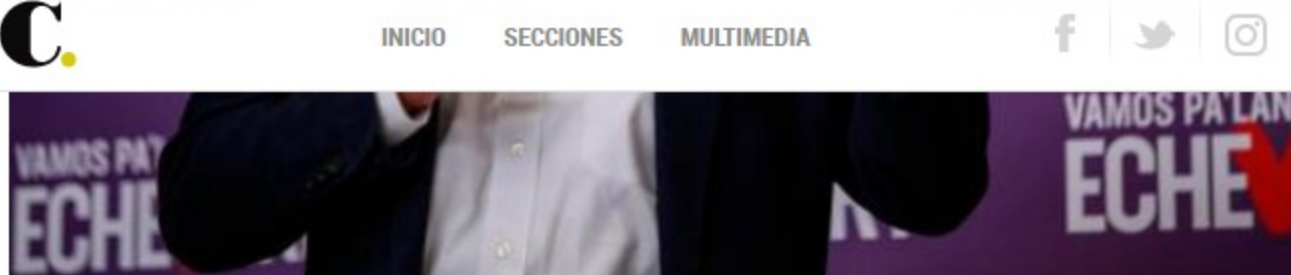 C.
INICIO SECCIONES MULTIMEDIA
VAMOS PA'
ECHE
VAMOS PA'LAN
ECHE